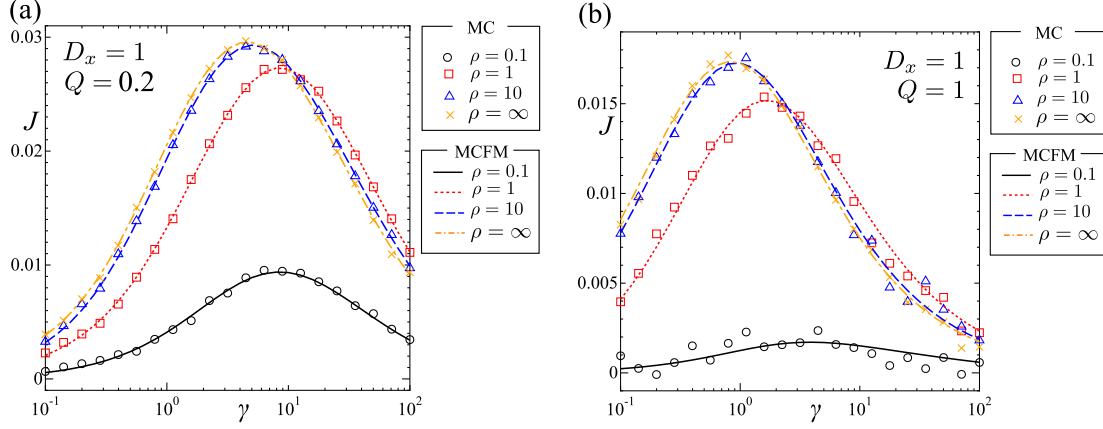 (a)
D_x = 1
Q = 0.2
J
0.03
0.02
0.01
0
10^-1
10^0
γ
10^1
10^2
MC
ρ = 0.1
ρ = 1
ρ = 10
ρ = ∞
MCFM
ρ = 0.1
ρ = 1
ρ = 10
ρ = ∞
(b)
D_x = 1
Q = 1
J
0.015
0.01
0.005
0
10^-1
10^0
γ
10^1
10^2
MC
ρ = 0.1
ρ = 1
ρ = 10
ρ = ∞
MCFM
ρ = 0.1
ρ = 1
ρ = 10
ρ = ∞